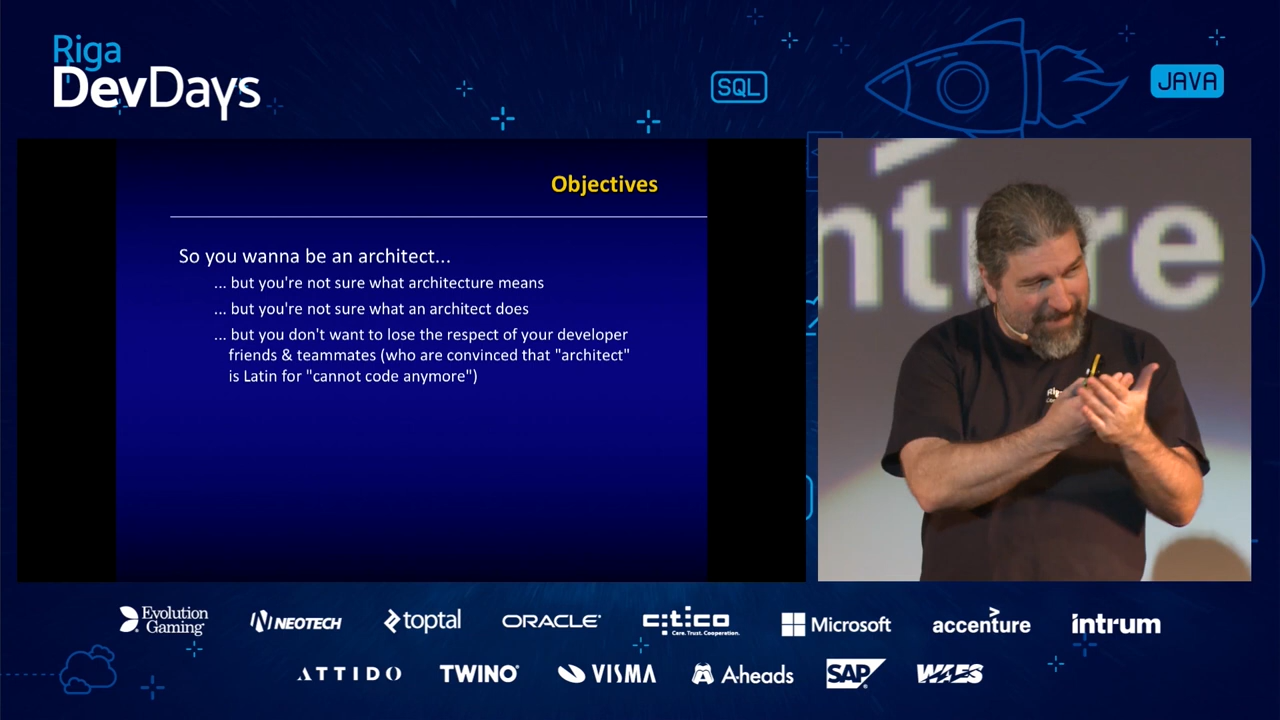 Riga
DevDays
SQL
JAVA
Objectives
So you wanna be an architect...
... but you're not sure what architecture means
... but you're not sure what an architect does
... but you don't want to lose the respect of your developer
friends & teammates (who are convinced that "architect"
is Latin for "cannot code anymore")
nture
Evolution
Gaming
NEOTECH
toptal
ORACLE
citico
Care. Trust. Cooperation.
Microsoft
accenture
intrum
ATTIDO
TWINO
VISMA
A-heads
SAP
WAES